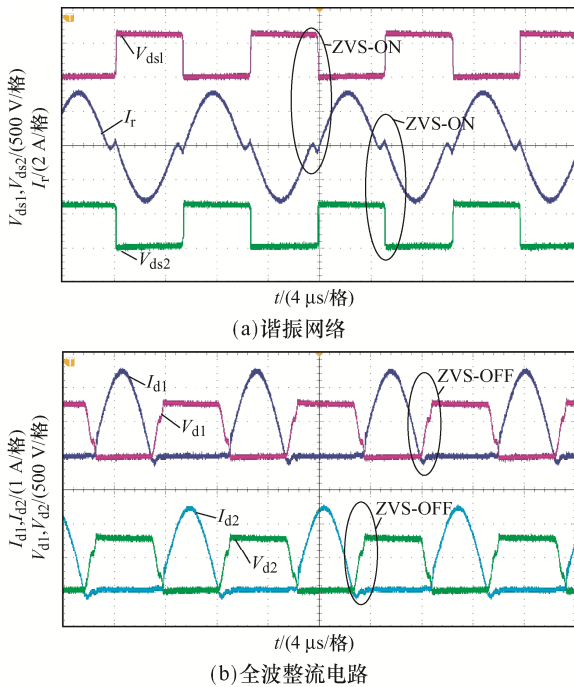 T
V_dsl
ZVS-ON
I_r
ZVS-ON
V_ds2
V_ds1,V_ds2/(500 V/格)
I_r/(2 A/格)
t/(4 μs/格)
(a)谐振网络
T
I_d1
ZVS-OFF
V_d1
I_d2
ZVS-OFF
V_d2
I_d1,I_d2/(1 A/格)
V_d1,V_d2/(500 V/格)
t/(4 μs/格)
(b)全波整流电路